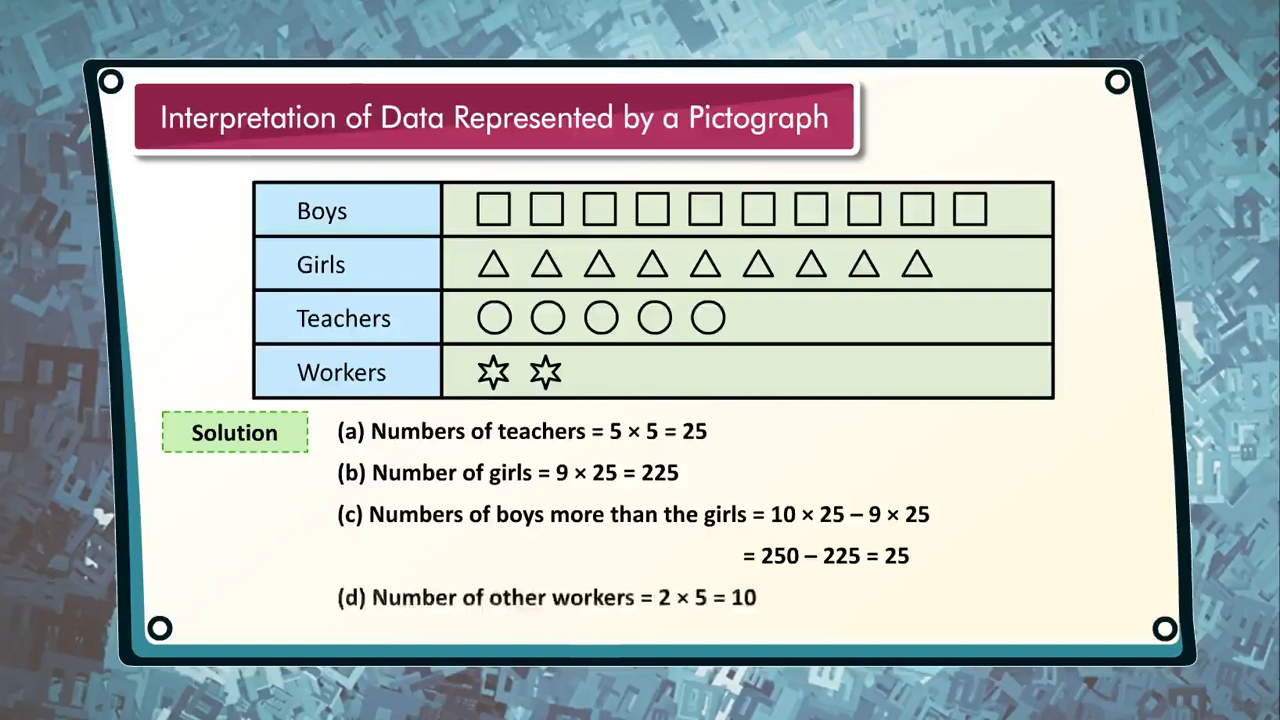 Interpretation of Data Represented by a Pictograph
Boys
Girls
Teachers
Workers
Solution
(a) Numbers of teachers = 5 × 5 = 25
(b) Number of girls = 9 × 25 = 225
(c) Numbers of boys more than the girls = 10 × 25 – 9 × 25
= 250 – 225 = 25
(d) Number of other workers = 2 × 5 = 10